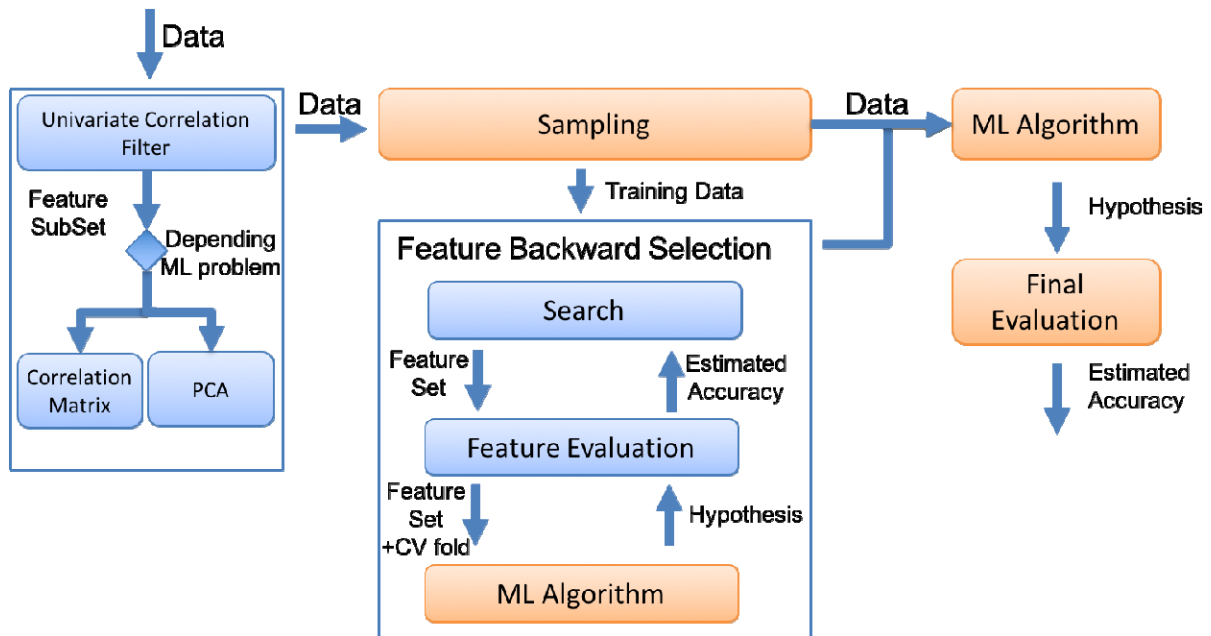 Data
Univariate Correlation
Filter
Feature
SubSet
Depending
ML problem
Correlation
Matrix
PCA
Data
Sampling
Training Data
Feature Backward Selection
Search
Feature
Set
Estimated
Accuracy
Feature Evaluation
Feature
Set
+CV fold
Hypothesis
ML Algorithm
Data
ML Algorithm
Hypothesis
Final
Evaluation
Estimated
Accuracy